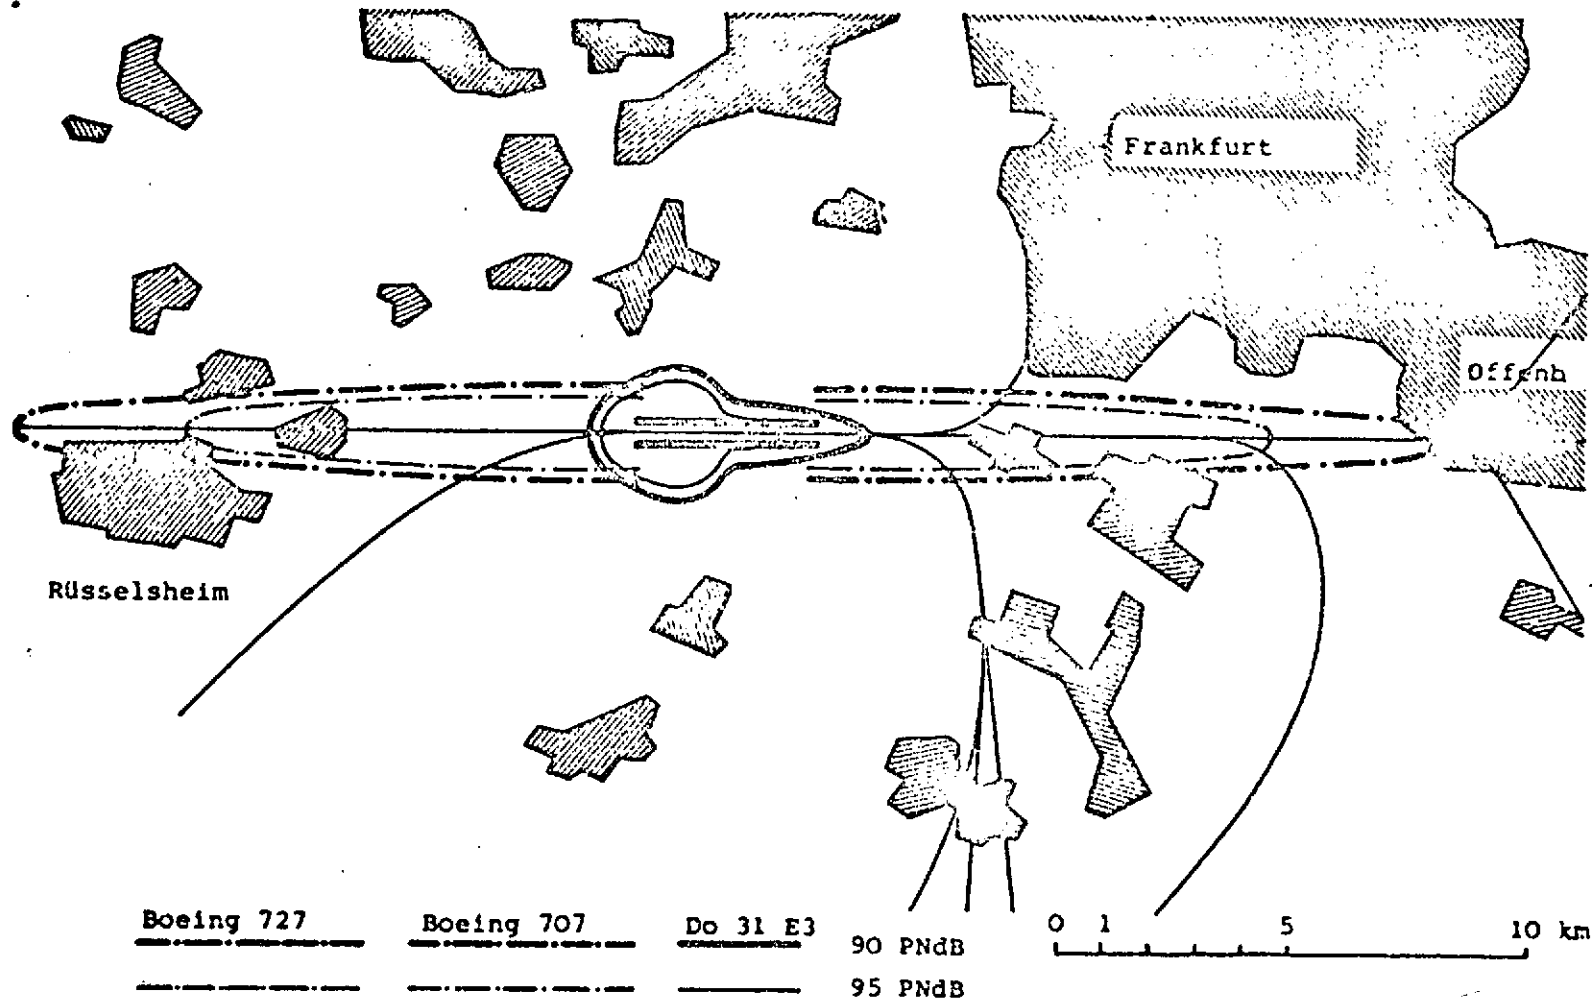 Frankfurt
Offenb
Rüsselsheim
Boeing 727 Boeing 707 Do 31 E3
90 PNdB
95 PNdB
0 1 5 10 km